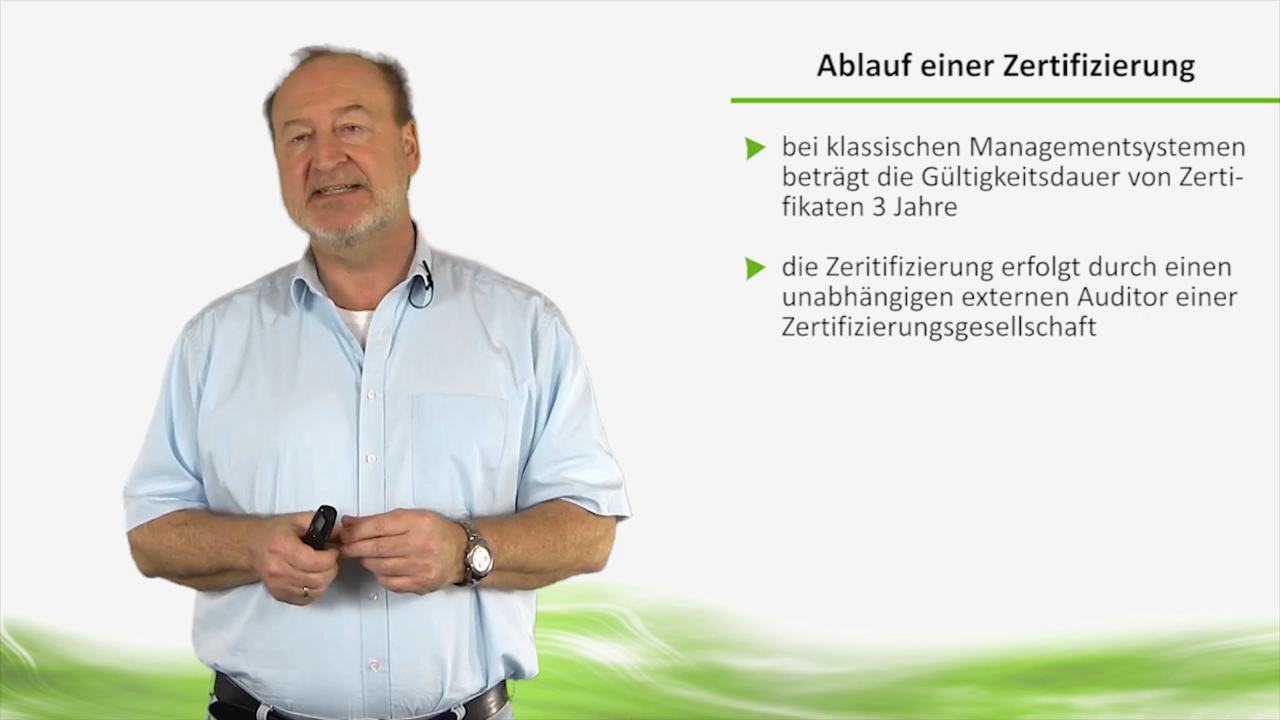 Ablauf einer Zertifizierung
bei klassischen Managementsystemen
beträgt die Gültigkeitsdauer von Zerti-
fikaten 3 Jahre
die Zeritifizierung erfolgt durch einen
unabhängigen externen Auditor einer
Zertifizierungsgesellschaft